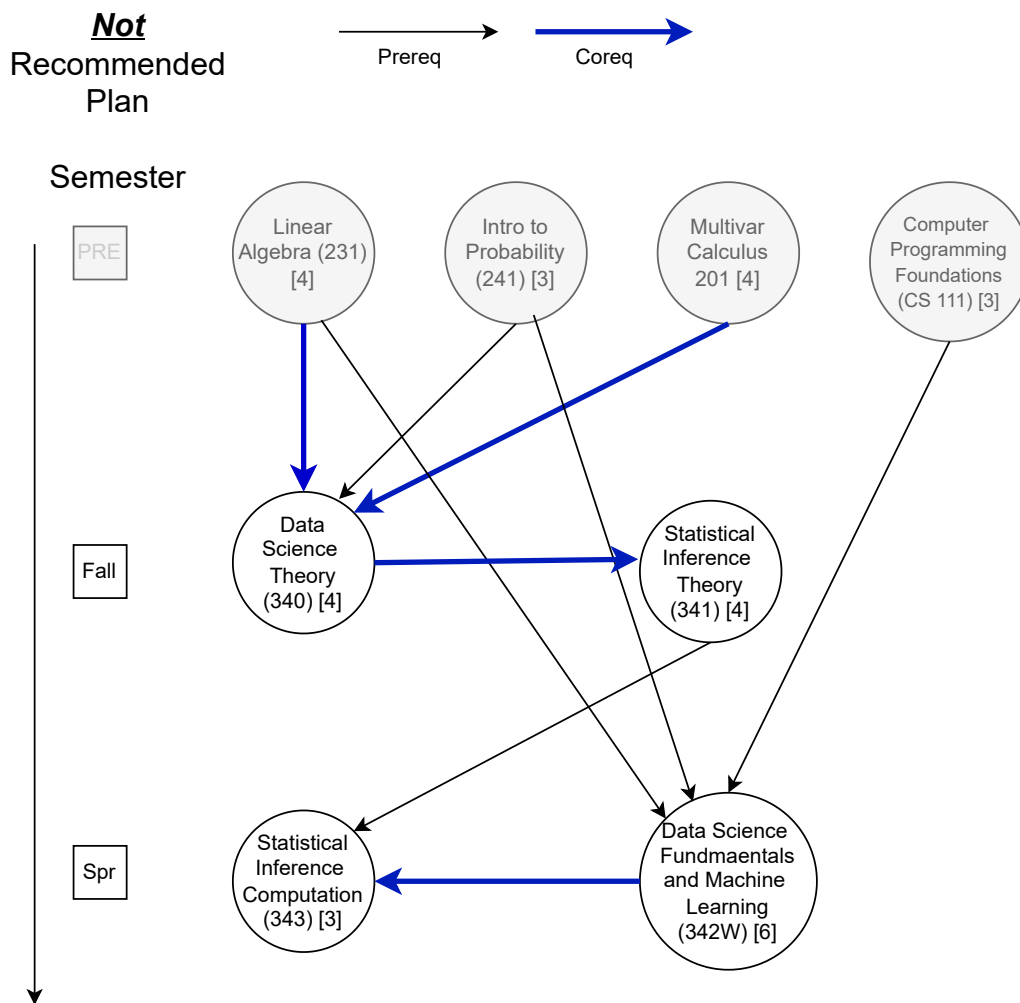 Not
Recommended
Plan
Prereq
Coreq
Semester
PRE
Linear
Algebra (231)
[4]
Intro to
Probability
(241) [3]
Multivar
Calculus
201 [4]
Computer
Programming
Foundations
(CS 111) [3]
Fall
Data
Science
Theory
(340) [4]
Statistical
Inference
Theory
(341) [4]
Spr
Statistical
Inference
Computation
(343) [3]
Data Science
Fundmaentals
and Machine
Learning
(342W) [6]